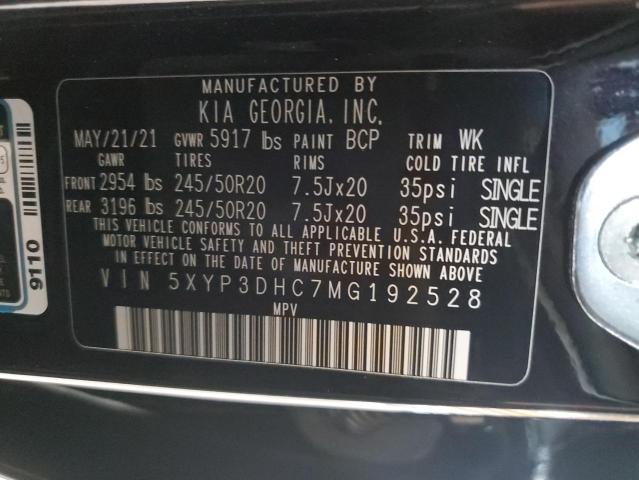 MANUFACTURED BY
KIA GEORGIA, INC,
MAY/21/21 GVWR 5917 lbs PAINT BCP TRIM WK
GAWR TIRES RIMS COLD TIRE INFL
FRONT 2954 lbs 245/50R20 7.5Jx20 35psi SINGLE
REAR 3196 lbs 245/50R20 7.5Jx20 35psi SINGLE
THIS VEHICLE CONFORMS TO ALL APPLICABLE U.S.A. FEDERAL
MOTOR VEHICLE SAFETY AND THEFT PREVENTION STANDARDS
IN EFFECT ON THE DATE OF MANUFACTURE SHOWN ABOVE
VIN 5XYP3DHC7MG192528
MPV
9110